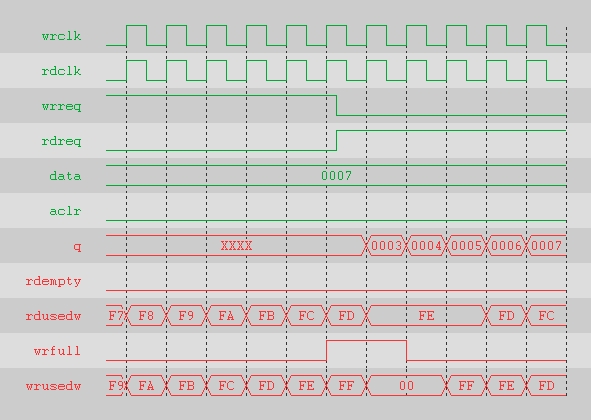 wrclk
rdclk
wrreq
rdreq
data 0007
aclr
q XXXX 0003 0004 0005 0006 0007
rdempty
rdusedw F7 F8 F9 FA FB FC FD FE FD FC
wrfull
wrusedw F9 FA FB FC FD FE FF 00 FF FE FD